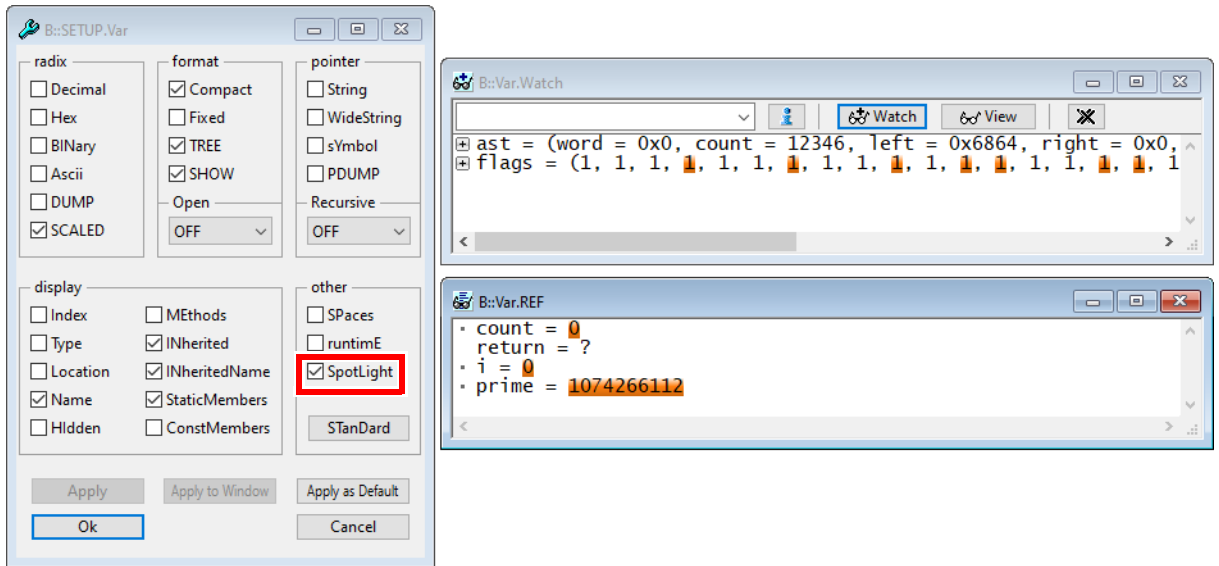 B::SETUP.Var
radix
Decimal
Hex
BINary
Ascii
DUMP
SCALED
format
Compact
Fixed
TREE
SHOW
Open
OFF
pointer
String
WideString
sYmbol
PDUMP
Recursive
OFF
display
Index
Type
Location
Name
HIdden
MEthods
INherited
INheritedName
StaticMembers
ConstMembers
other
SPaces
runtimE
SpotLight
STanDard
Apply
Apply to Window
Apply as Default
Ok
Cancel
B::Var.Watch
Watch
View
ast = (word = 0x0, count = 12346, left = 0x6864, right = 0x0,
flags = (1, 1, 1, 1, 1, 1, 1, 1, 1, 1, 1, 1, 1, 1, 1, 1, 1, 1
B::Var.REF
count = 0
return = ?
i = 0
prime = 1074266112